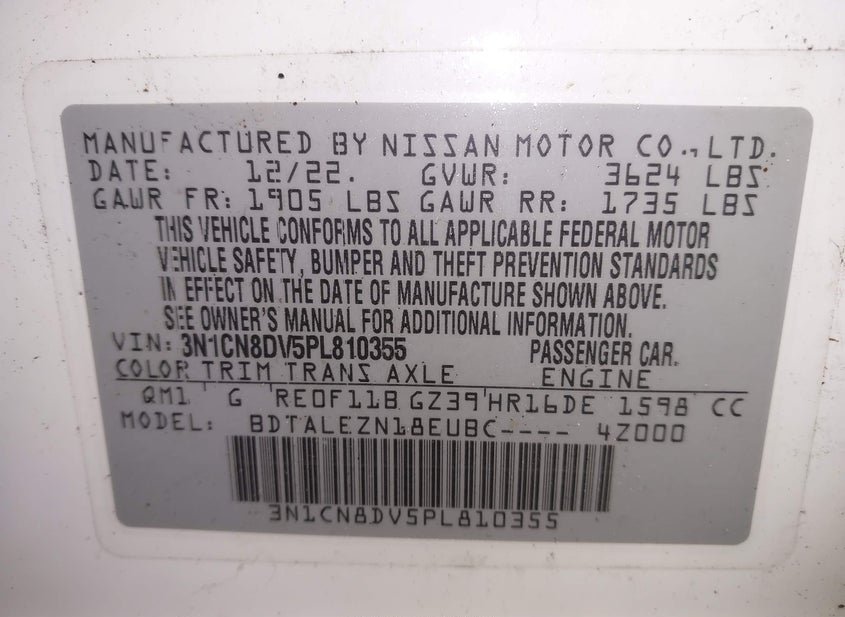 MANUFACTURED BY NISSAN MOTOR CO., LTD.
DATE: 12/22. GVWR: 3624 LBS
GAWR FR: 1905 LBS GAWR RR: 1735 LBS
THIS VEHICLE CONFORMS TO ALL APPLICABLE FEDERAL MOTOR
VEHICLE SAFETY, BUMPER AND THEFT PREVENTION STANDARDS
IN EFFECT ON THE DATE OF MANUFACTURE SHOWN ABOVE.
SEE OWNER'S MANUAL FOR ADDITIONAL INFORMATION.
VIN: 3N1CN8DV5PL810355 PASSENGER CAR.
COLOR TRIM TRANS AXLE ENGINE
QM1 G RE0F11B GZ39 HR16DE 1598 CC
MODEL: BDTALEZN18EUBC---- 4Z000
3N1CN8DV5PL810355